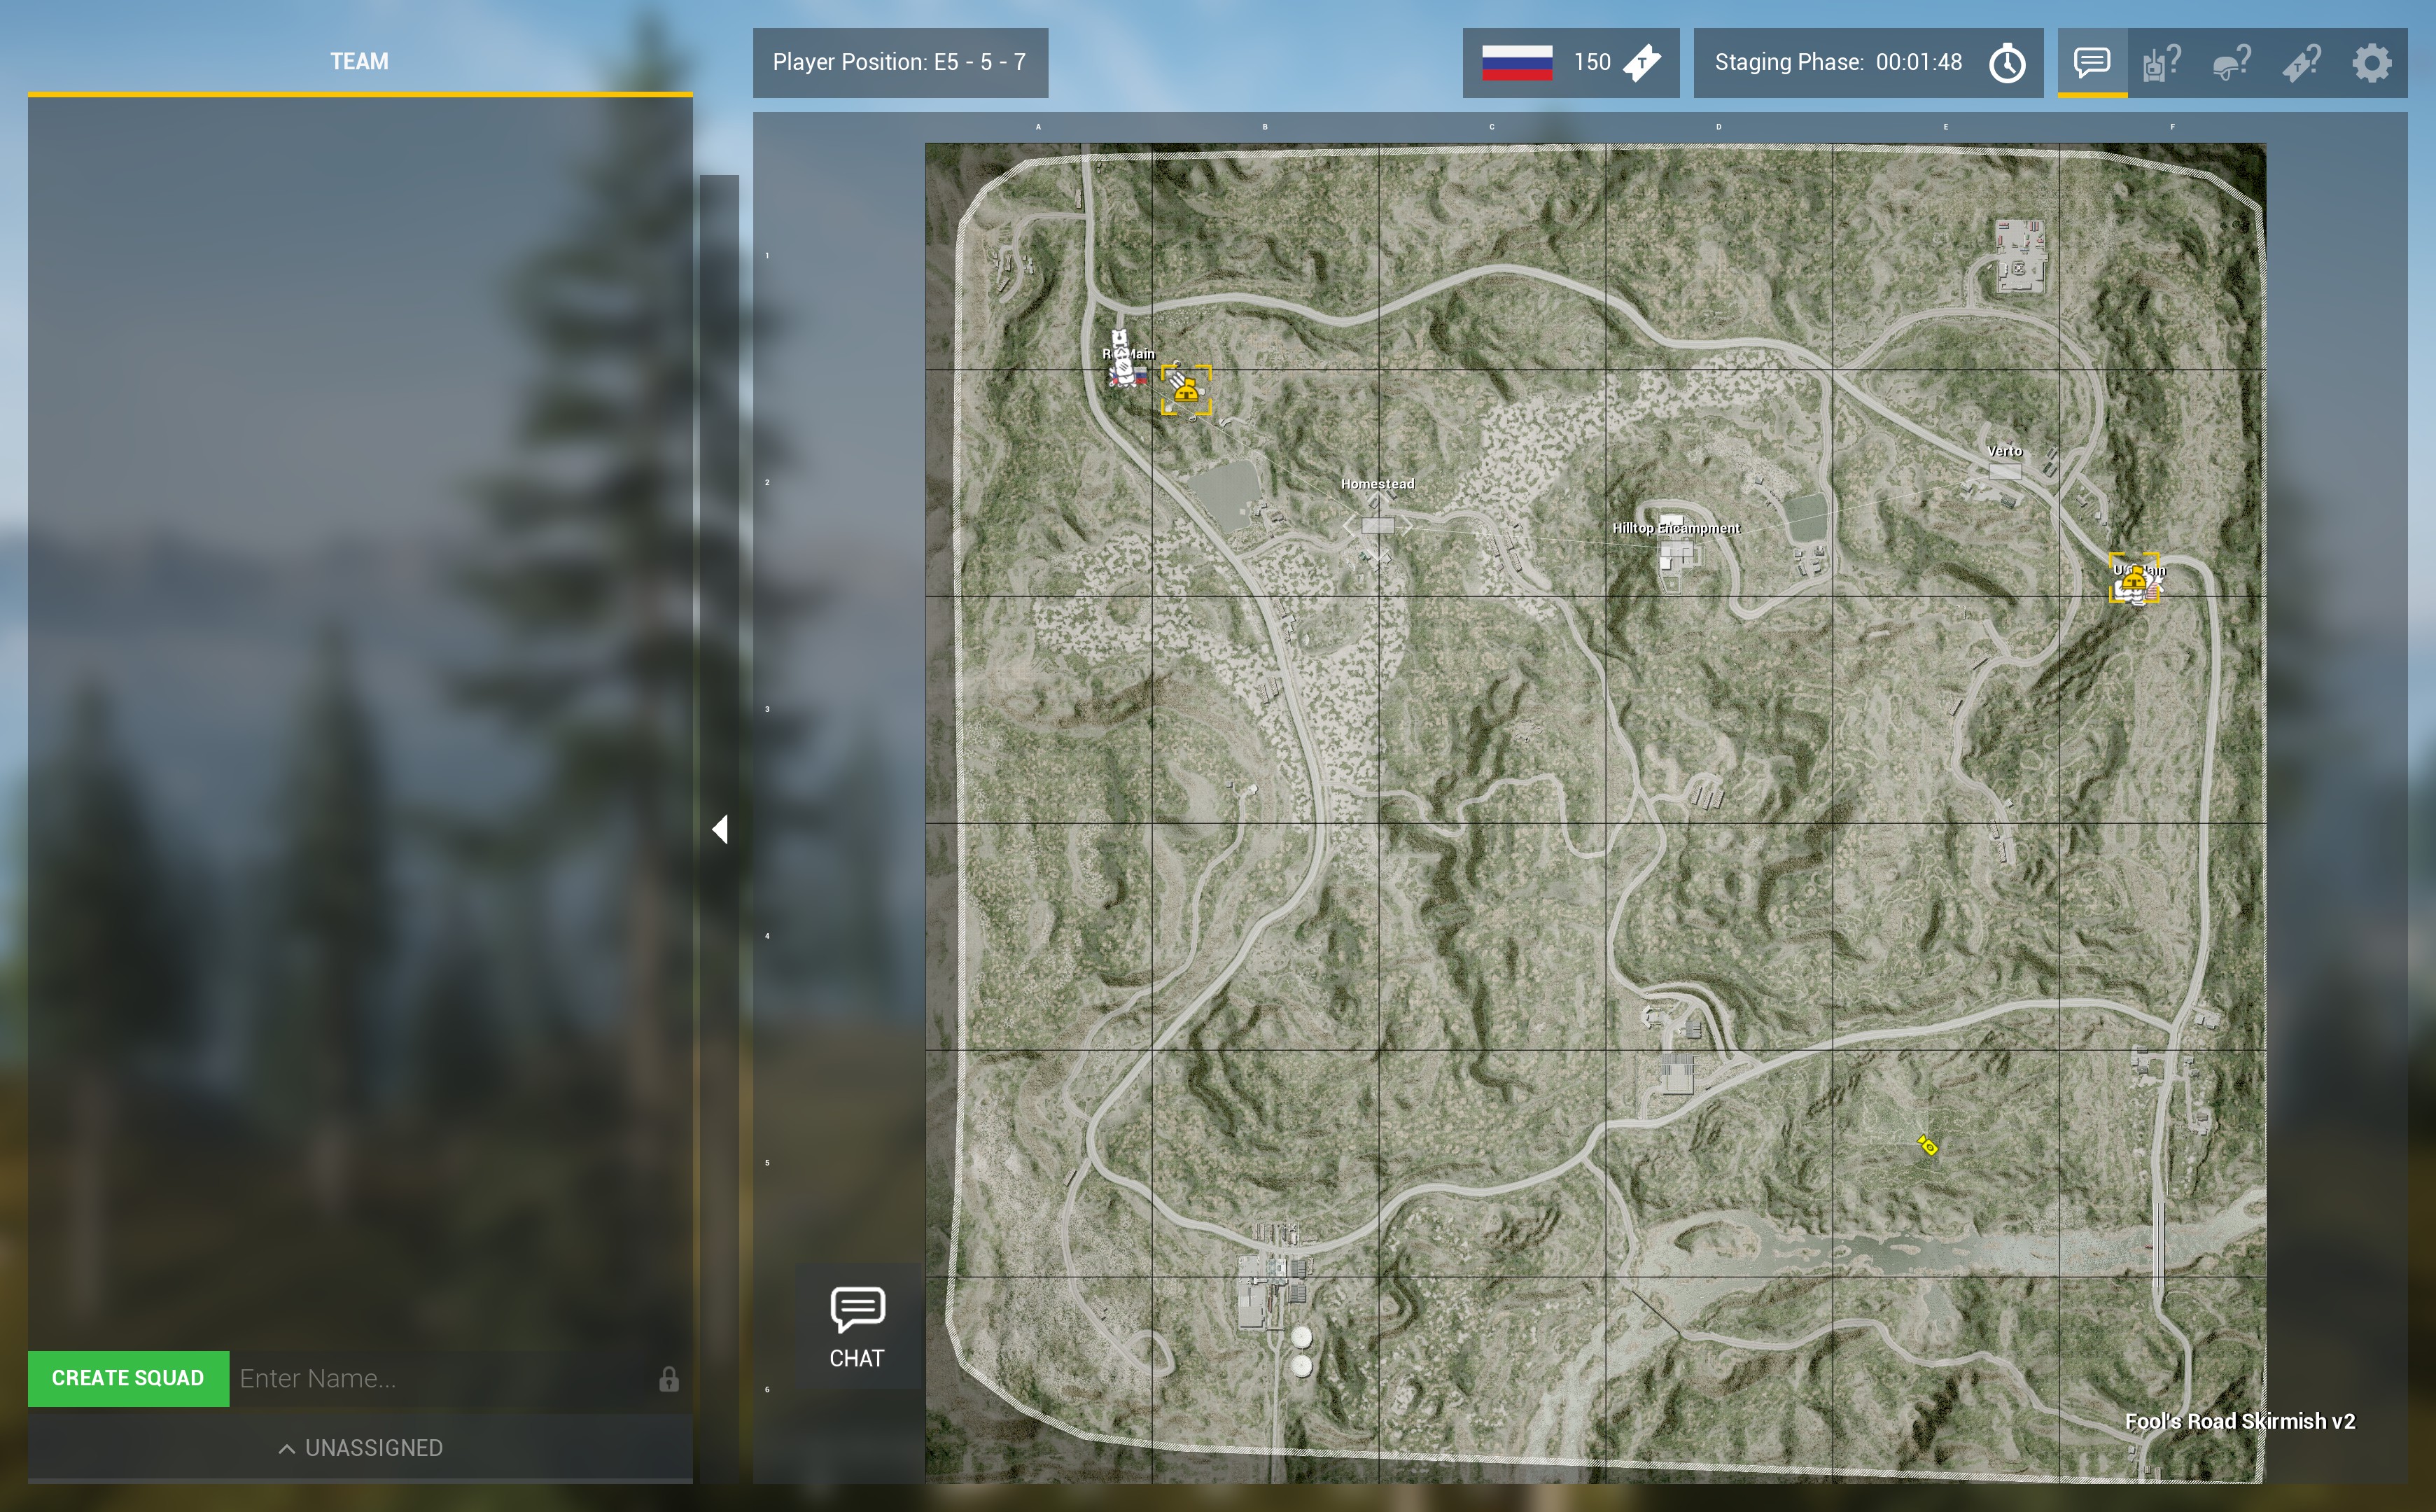 TEAM
Player Position: E5 - 5 - 7
150
T
Staging Phase: 00:01:48
?
?
T?
A B C D E F
1
2
3
4
5
6
Verto
Homestead
Hilltop Encampment
Main
CHAT
CREATE SQUAD
Enter Name...
UNASSIGNED
Fool's Road Skirmish v2